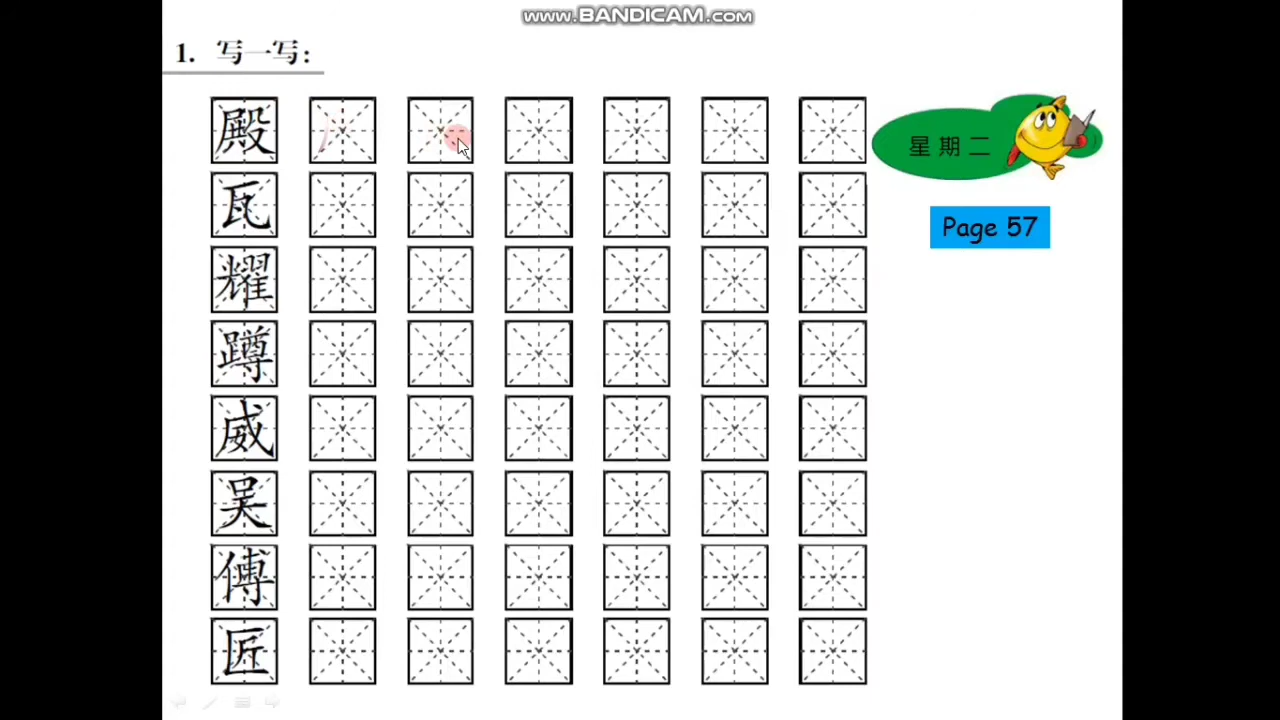 www.BANDICAM.com
1. 写一写：
殿
瓦
耀
蹲
威
吴
傅
匠
星期二
Page 57